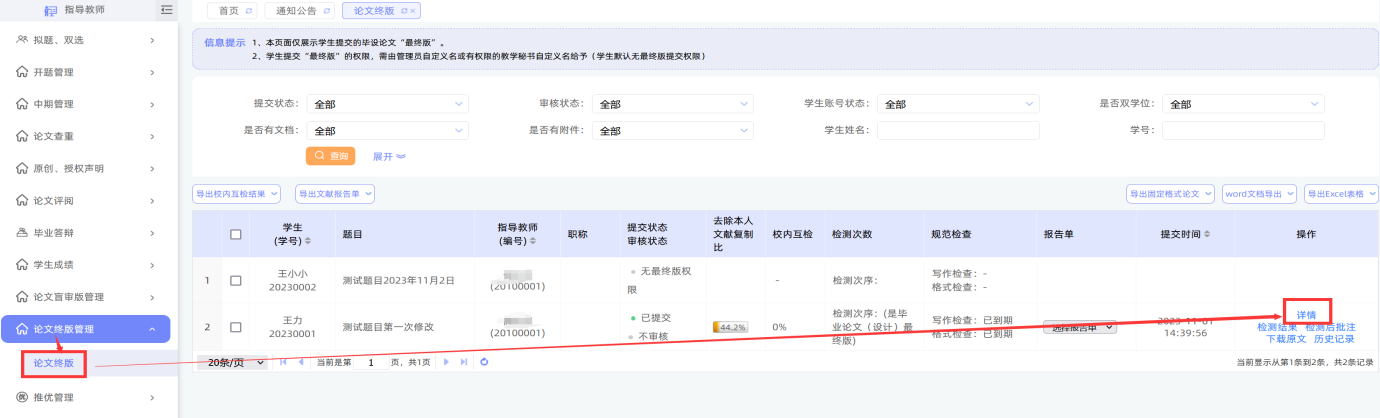 指导教师
首页 通知公告 论文终版 ×
拟题、双选
开题管理
中期管理
论文查重
原创、授权声明
论文评阅
毕业答辩
学生成绩
论文盲审版管理
论文终版管理
论文终版
推优管理
信息提示 1、本页面仅展示学生提交的毕设论文“最终版”。
2、学生提交“最终版”的权限，需由管理员自定义名或有权限的教学秘书自定义名给予（学生默认无最终版提交权限）
提交状态： 全部 审核状态： 全部 学生账号状态： 全部 是否双学位： 全部
是否有文档： 全部 是否有附件： 全部 学生姓名： 学号：
查询 展开
导出校内互检结果 导出文献报告单 导出固定格式论文 word文档导出 导出Excel表格
学生
(学号) 题目 指导教师
(编号) 职称 提交状态
审核状态 去除本人
文献复制
比 校内互检 检测次数 规范检查 报告单 提交时间 操作
1 王小小
20230002 测试题目2023年11月2日 (20100001) 无最终版权
限 - 检测次序： 写作检查：-
格式检查：-
2 王力
20230001 测试题目第一次修改 (20100001) 已提交
不审核 44.2% 0% 检测次序：(是毕
业论文（设计）最
终版) 写作检查：已到期
格式检查：已到期 选择报告单 2023-11-01
14:39:56 详情
检测结果 检测后批注
下载原文 历史记录
20条/页 当前是第 1 页，共1页 当前显示从第1条到2条，共2条记录